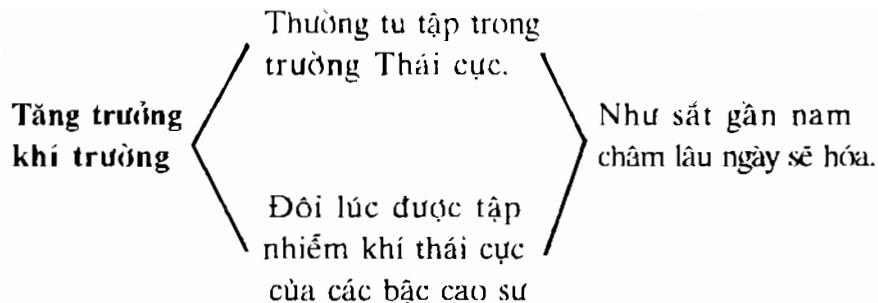 Thường tu tập trong
trường Thái cực.
Tăng trưởng
khí trường
Như sắt gần nam
châm lâu ngày sẽ hóa.
Đôi lúc được tập
nhiễm khí thái cực
của các bậc cao sư